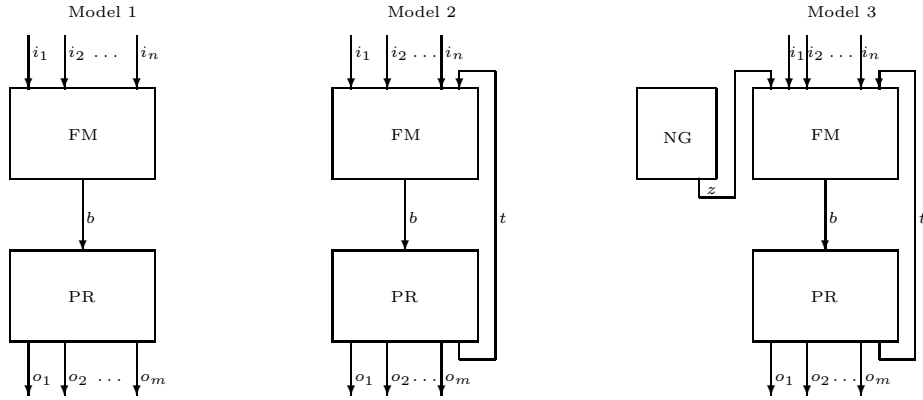 Model 1 Model 2 Model 3
i₁ i₂ … iₙ i₁ i₂ … iₙ i₁ i₂ … iₙ
FM FM NG FM
z
b b t b t
PR PR PR
o₁ o₂ … oₘ o₁ o₂ … oₘ o₁ o₂ … oₘ